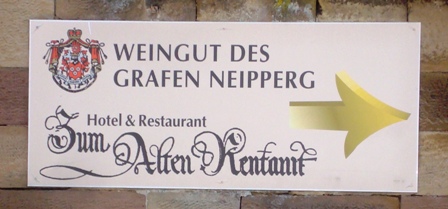 WEINGUT DES
GRAFEN NEIPPERG
Hotel & Restaurant
Zum Alten Rentamt